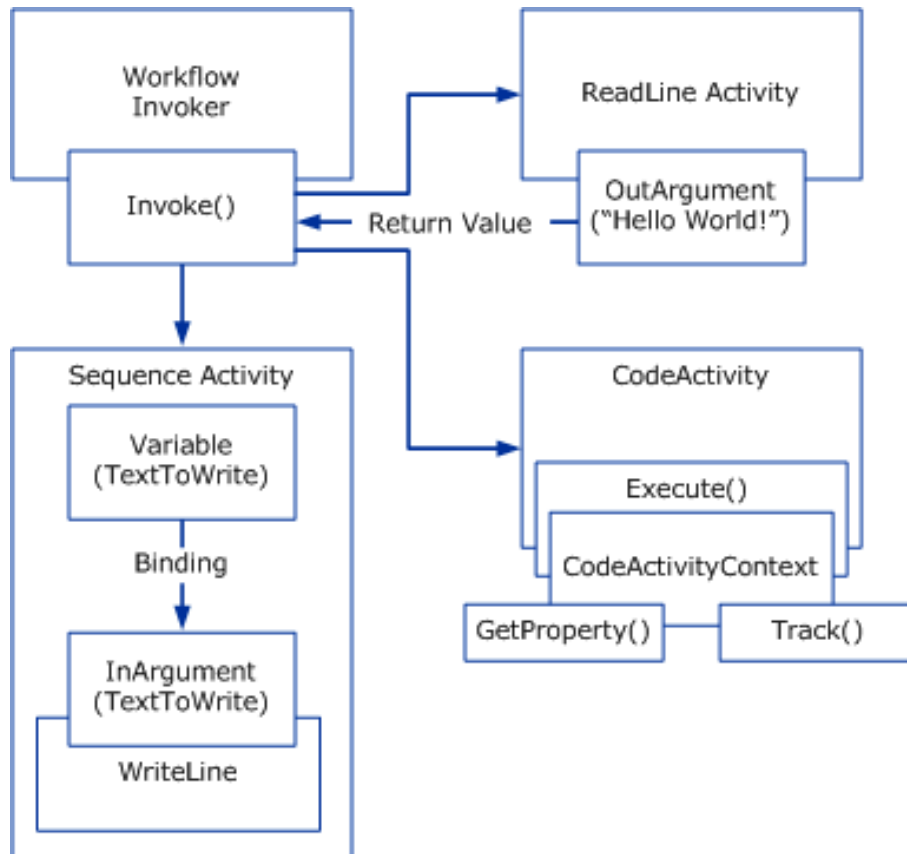 Workflow
Invoker
Invoke()
ReadLine Activity
OutArgument
(“Hello World!”)
Return Value
Sequence Activity
Variable
(TextToWrite)
Binding
InArgument
(TextToWrite)
WriteLine
CodeActivity
Execute()
CodeActivityContext
GetProperty()
Track()